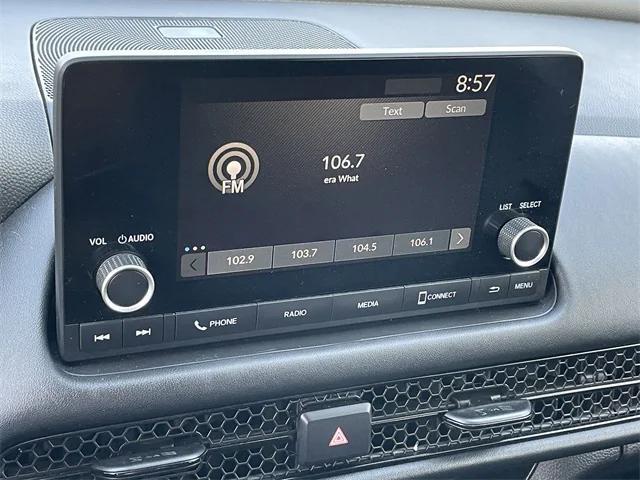 8:57
Text Scan
106.7
FM
era What
LIST SELECT
VOL AUDIO
102.9 103.7 104.5 106.1
PHONE RADIO MEDIA CONNECT MENU